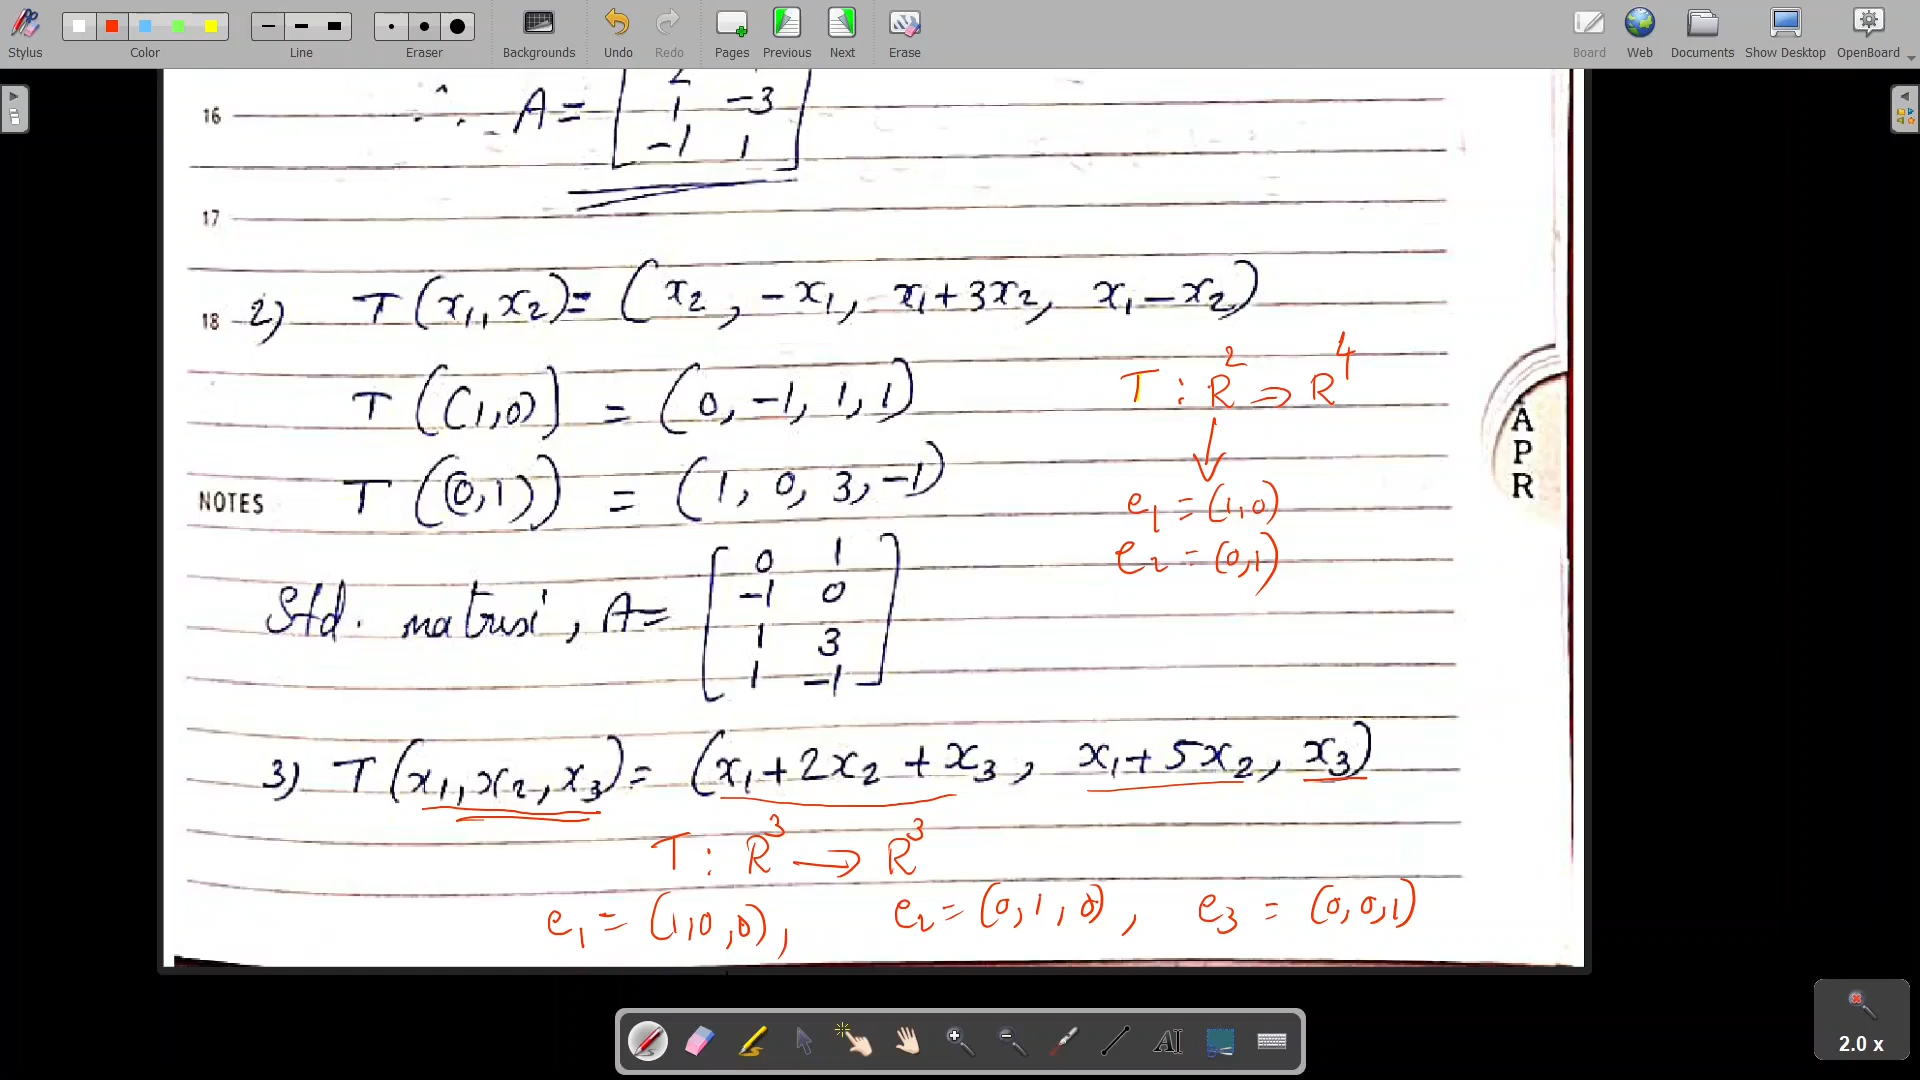 Stylus Color Line Eraser Backgrounds Undo Redo Pages Previous Next Erase Board Web Documents Show Desktop OpenBoard
2
16 ∴ A = 1 -3
-1 1
17
18 2) T(x₁,x₂) = (x₂, -x₁, x₁+3x₂, x₁-x₂)
T : R² → R⁴
T((1,0)) = (0, -1, 1, 1)
NOTES T((0,1)) = (1, 0, 3, -1)
e₁ = (1,0)
e₂ = (0,1)
Std. matrix, A =
0 1
-1 0
1 3
1 -1
A
P
R
3) T(x₁,x₂,x₃) = (x₁+2x₂+x₃, x₁+5x₂, x₃)
T : R³ → R³
e₁ = (1,0,0), e₂ = (0,1,0), e₃ = (0,0,1)
2.0 x